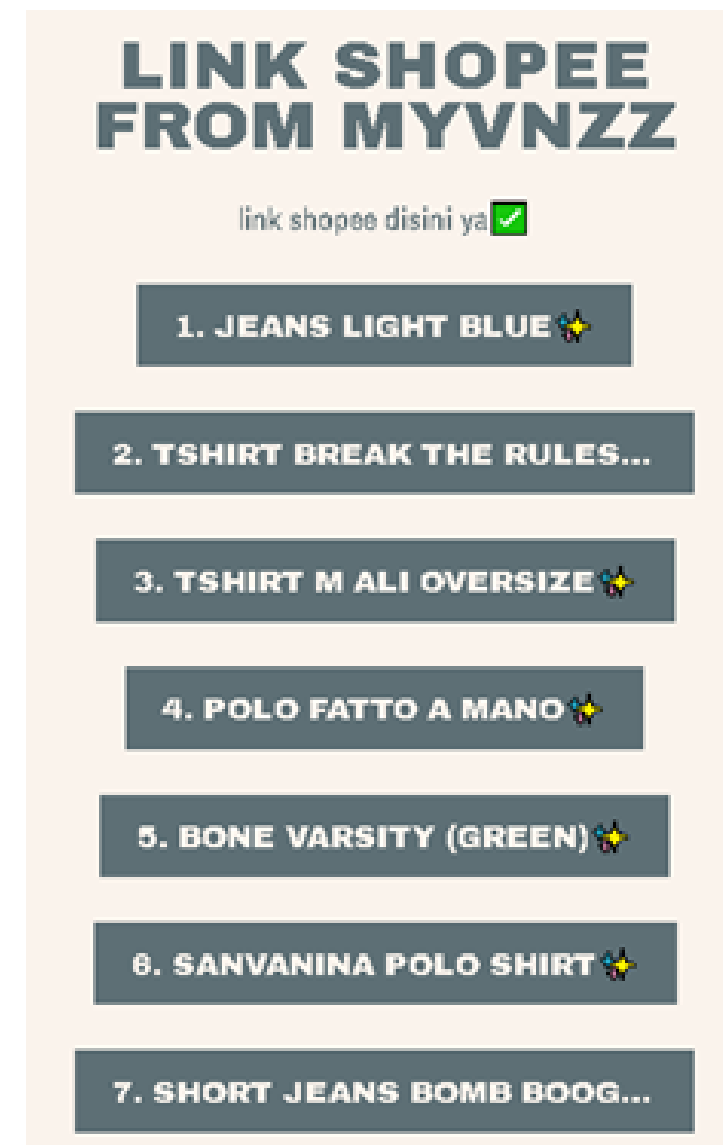 LINK SHOPEE
FROM MYVNZZ
link shopee disini ya✅
1. JEANS LIGHT BLUE✨
2. TSHIRT BREAK THE RULES...
3. TSHIRT M ALI OVERSIZE✨
4. POLO FATTO A MANO✨
5. BONE VARSITY (GREEN)✨
6. SANVANINA POLO SHIRT✨
7. SHORT JEANS BOMB BOOG...